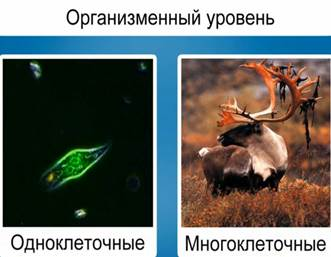 Организменный уровень
Одноклеточные
Многоклеточные